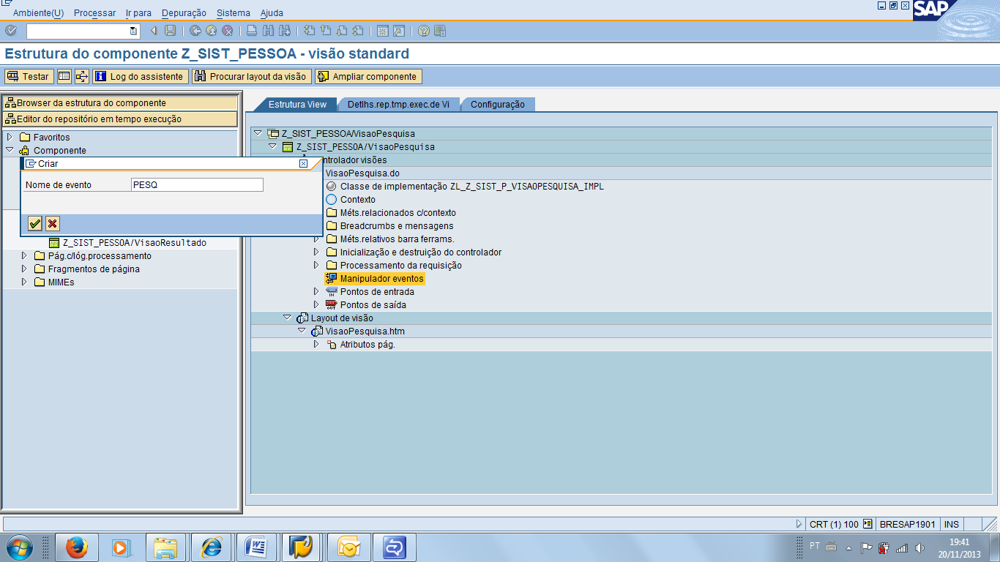 Ambiente(U) Processar Ir para Depuração Sistema Ajuda
SAP
Estrutura do componente Z_SIST_PESSOA - visão standard
Testar Log do assistente Procurar layout da visão Ampliar componente
Browser da estrutura do componente
Editor do repositório em tempo execução
Favoritos
Componente
Criar
Nome de evento PESQ
Z_SIST_PESSOA/VisaoResultado
Pág.c/lóg.processamento
Fragmentos de página
MIMEs
Estrutura View Detlhs.rep.tmp.exec.de Vi Configuração
Z_SIST_PESSOA/VisaoPesquisa
Z_SIST_PESSOA/VisaoPesquisa
ntrolador visões
VisaoPesquisa.do
Classe de implementação ZL_Z_SIST_P_VISAOPESQUISA_IMPL
Contexto
Méts.relacionados c/contexto
Breadcrumbs e mensagens
Méts.relativos barra ferrams.
Inicialização e destruição do controlador
Processamento da requisição
Manipulador eventos
Pontos de entrada
Pontos de saída
Layout de visão
VisaoPesquisa.htm
Atributos pág.
CRT (1) 100 BRESAP1901 INS
PT 19:41
20/11/2013